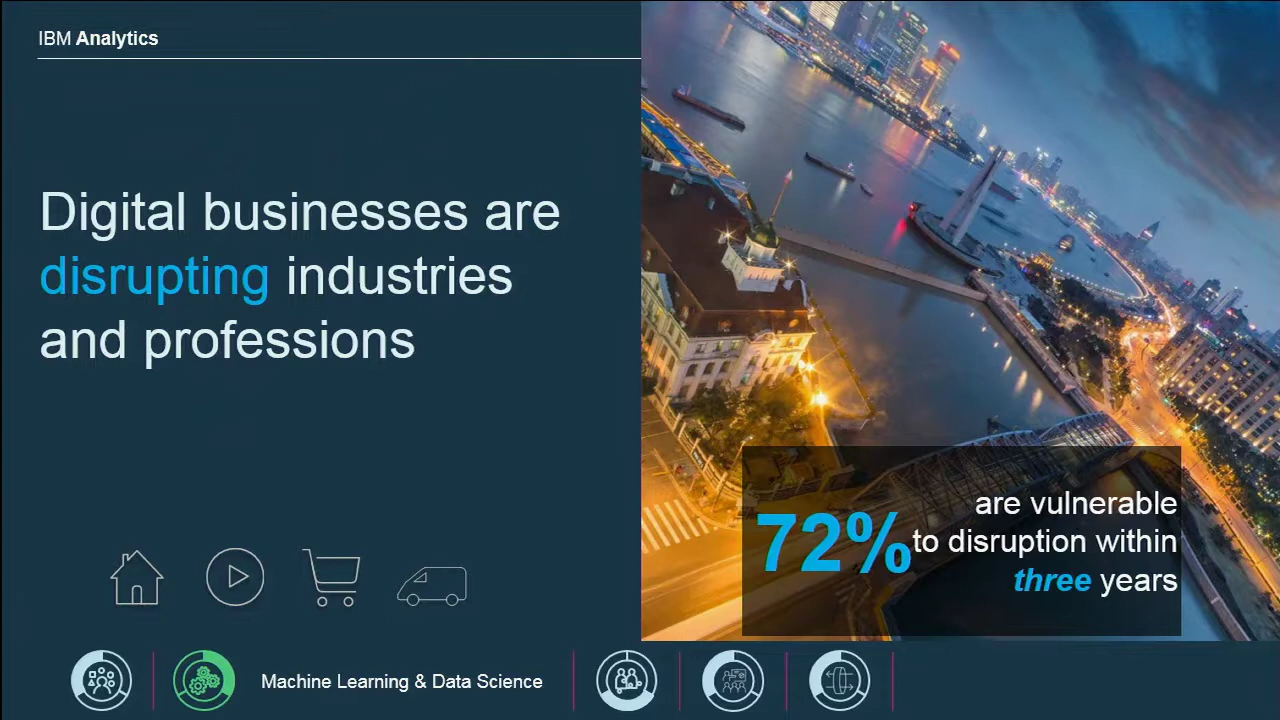 IBM Analytics
Digital businesses are
disrupting industries
and professions
72%
are vulnerable
to disruption within
three years
Machine Learning & Data Science